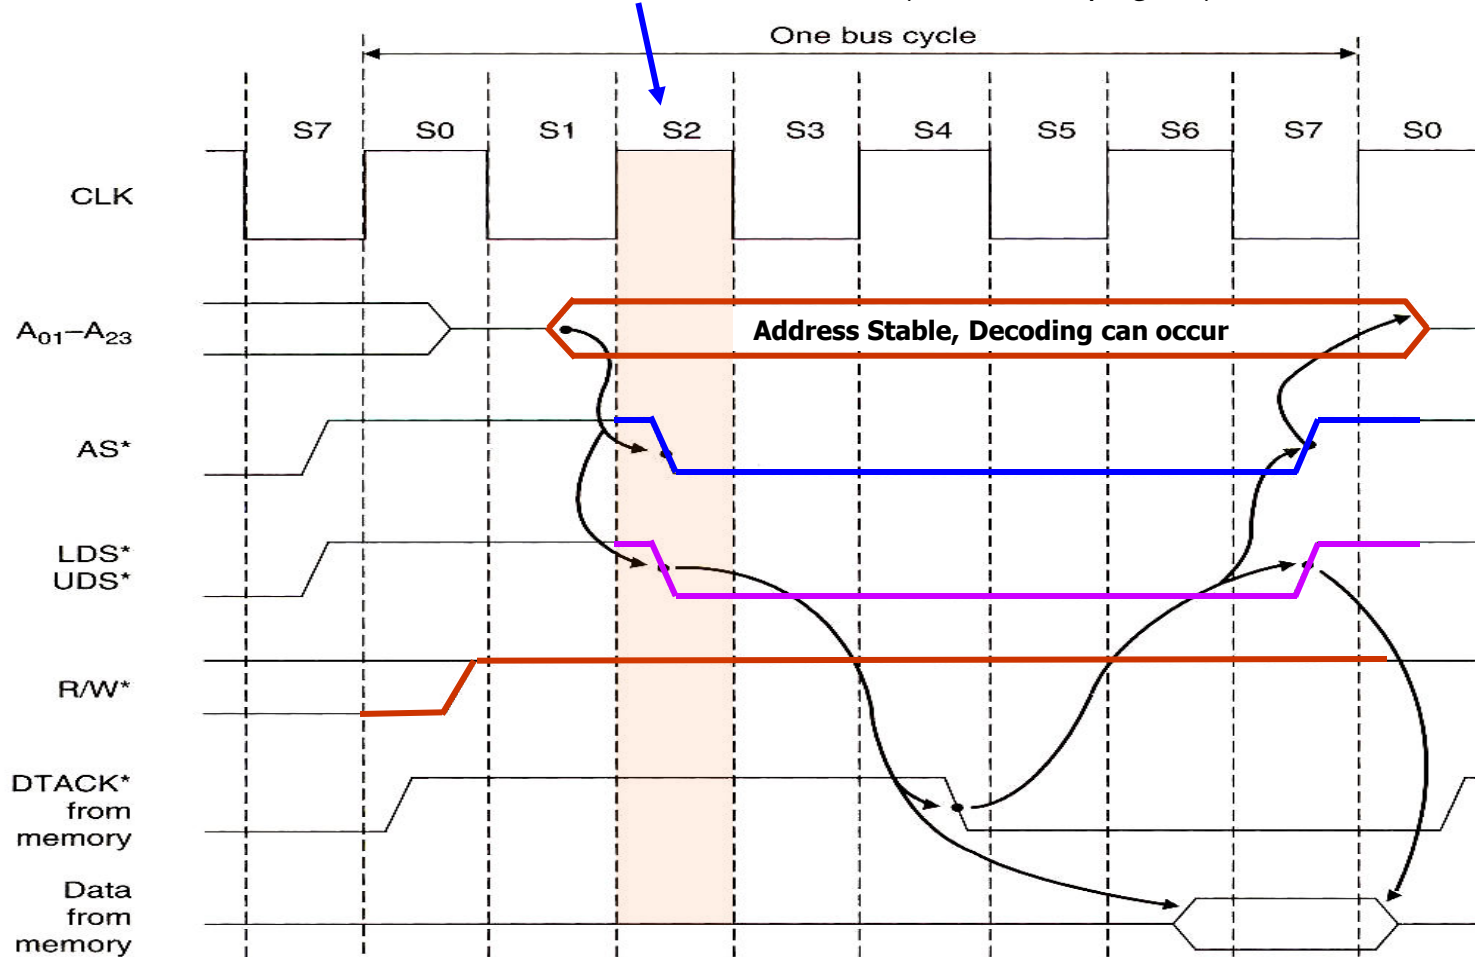 One bus cycle
S7 S0 S1 S2 S3 S4 S5 S6 S7 S0
CLK
A01–A23
Address Stable, Decoding can occur
AS*
LDS*
UDS*
R/W*
DTACK*
from
memory
Data
from
memory